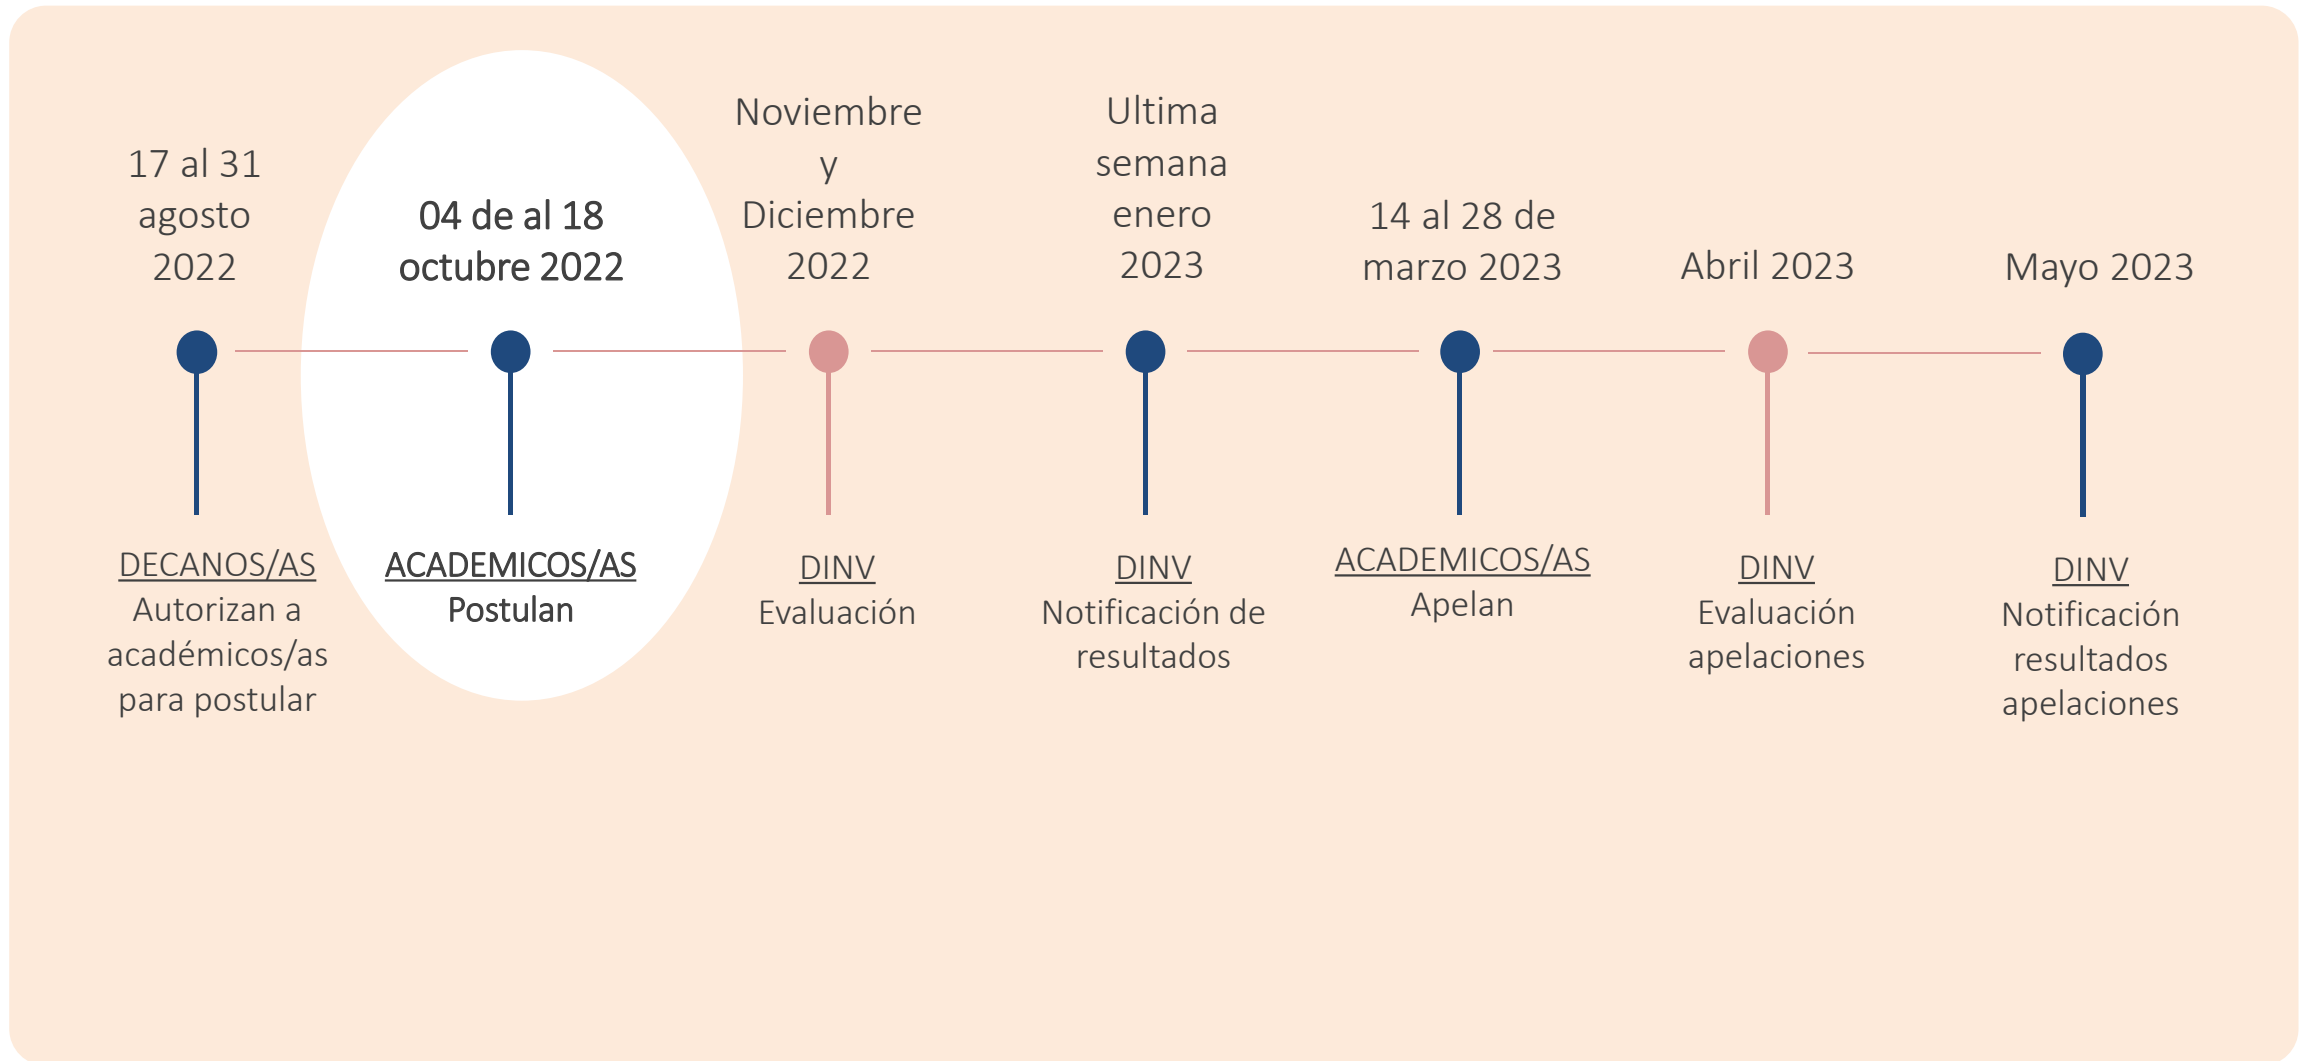 17 al 31
agosto
2022
DECANOS/AS
Autorizan a
académicos/as
para postular
04 de al 18
octubre 2022
ACADEMICOS/AS
Postulan
Noviembre
y
Diciembre
2022
DINV
Evaluación
Ultima
semana
enero
2023
DINV
Notificación de
resultados
14 al 28 de
marzo 2023
ACADEMICOS/AS
Apelan
Abril 2023
DINV
Evaluación
apelaciones
Mayo 2023
DINV
Notificación
resultados
apelaciones